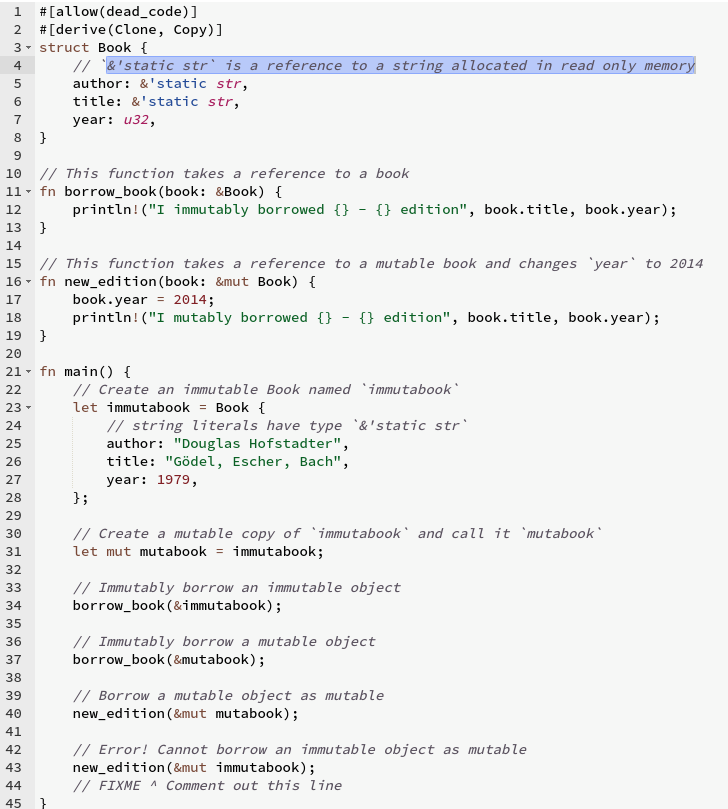 1 #[allow(dead_code)]
2 #[derive(Clone, Copy)]
3 struct Book {
4     // `&'static str` is a reference to a string allocated in read only memory
5     author: &'static str,
6     title: &'static str,
7     year: u32,
8 }
9
10 // This function takes a reference to a book
11 fn borrow_book(book: &Book) {
12     println!("I immutably borrowed {} - {} edition", book.title, book.year);
13 }
14
15 // This function takes a reference to a mutable book and changes `year` to 2014
16 fn new_edition(book: &mut Book) {
17     book.year = 2014;
18     println!("I mutably borrowed {} - {} edition", book.title, book.year);
19 }
20
21 fn main() {
22     // Create an immutable Book named `immutabook`
23     let immutabook = Book {
24         // string literals have type `&'static str`
25         author: "Douglas Hofstadter",
26         title: "Gödel, Escher, Bach",
27         year: 1979,
28     };
29
30     // Create a mutable copy of `immutabook` and call it `mutabook`
31     let mut mutabook = immutabook;
32
33     // Immutably borrow an immutable object
34     borrow_book(&immutabook);
35
36     // Immutably borrow a mutable object
37     borrow_book(&mutabook);
38
39     // Borrow a mutable object as mutable
40     new_edition(&mut mutabook);
41
42     // Error! Cannot borrow an immutable object as mutable
43     new_edition(&mut immutabook);
44     // FIXME ^ Comment out this line
45 }